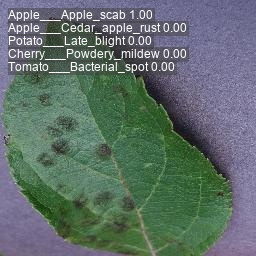 Apple___Apple_scab 1.00
Apple___Cedar_apple_rust 0.00
Potato___Late_blight 0.00
Cherry___Powdery_mildew 0.00
Tomato___Bacterial_spot 0.00